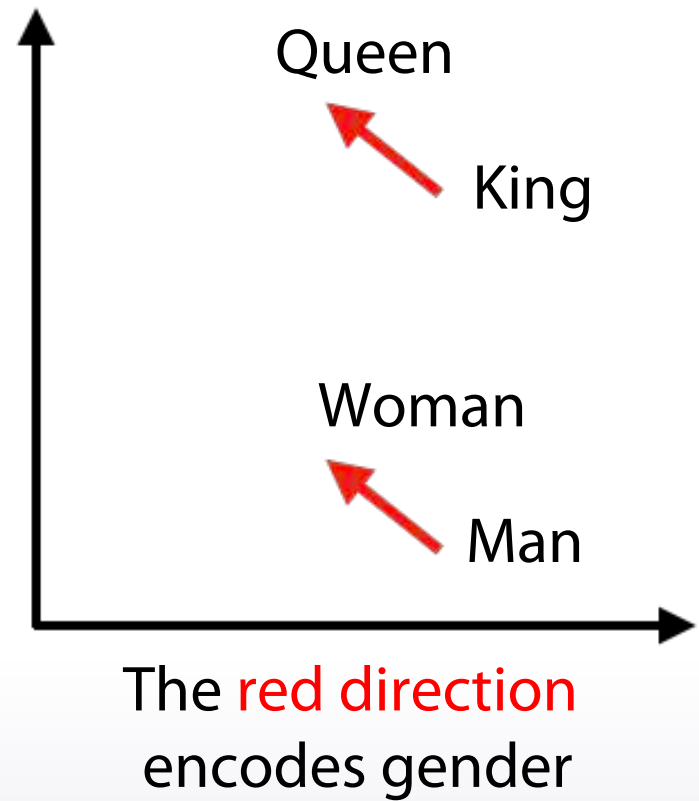 Queen
King
Woman
Man
The red direction
encodes gender